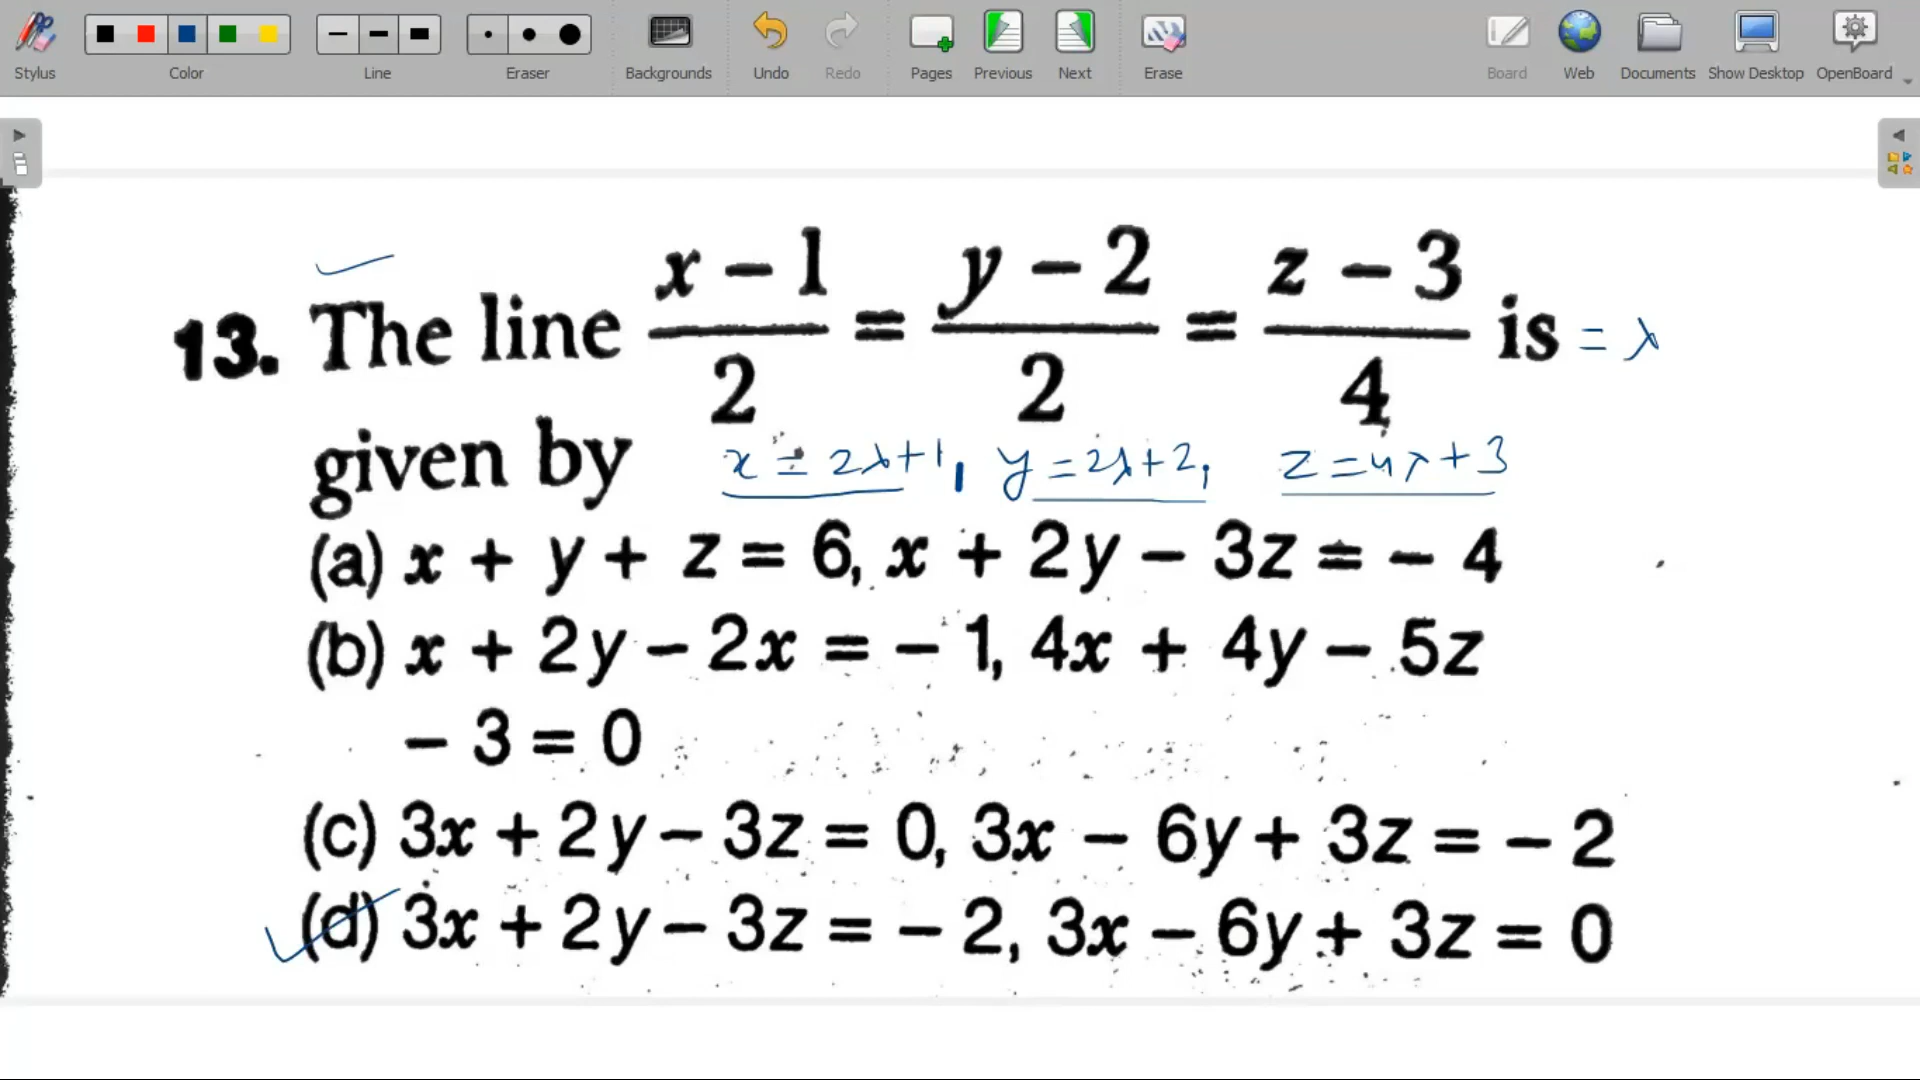 Stylus Color Line Eraser Backgrounds Undo Redo Pages Previous Next Erase Board Web Documents Show Desktop OpenBoard
13. The line (x − 1)/2 = (y − 2)/2 = (z − 3)/4 is = λ
given by x = 2λ+1, y = 2λ+2, z = 4λ+3
(a) x + y + z = 6, x + 2y − 3z = − 4
(b) x + 2y − 2x = − 1, 4x + 4y − 5z
− 3 = 0
(c) 3x + 2y − 3z = 0, 3x − 6y + 3z = − 2
(d) 3x + 2y − 3z = − 2, 3x − 6y + 3z = 0